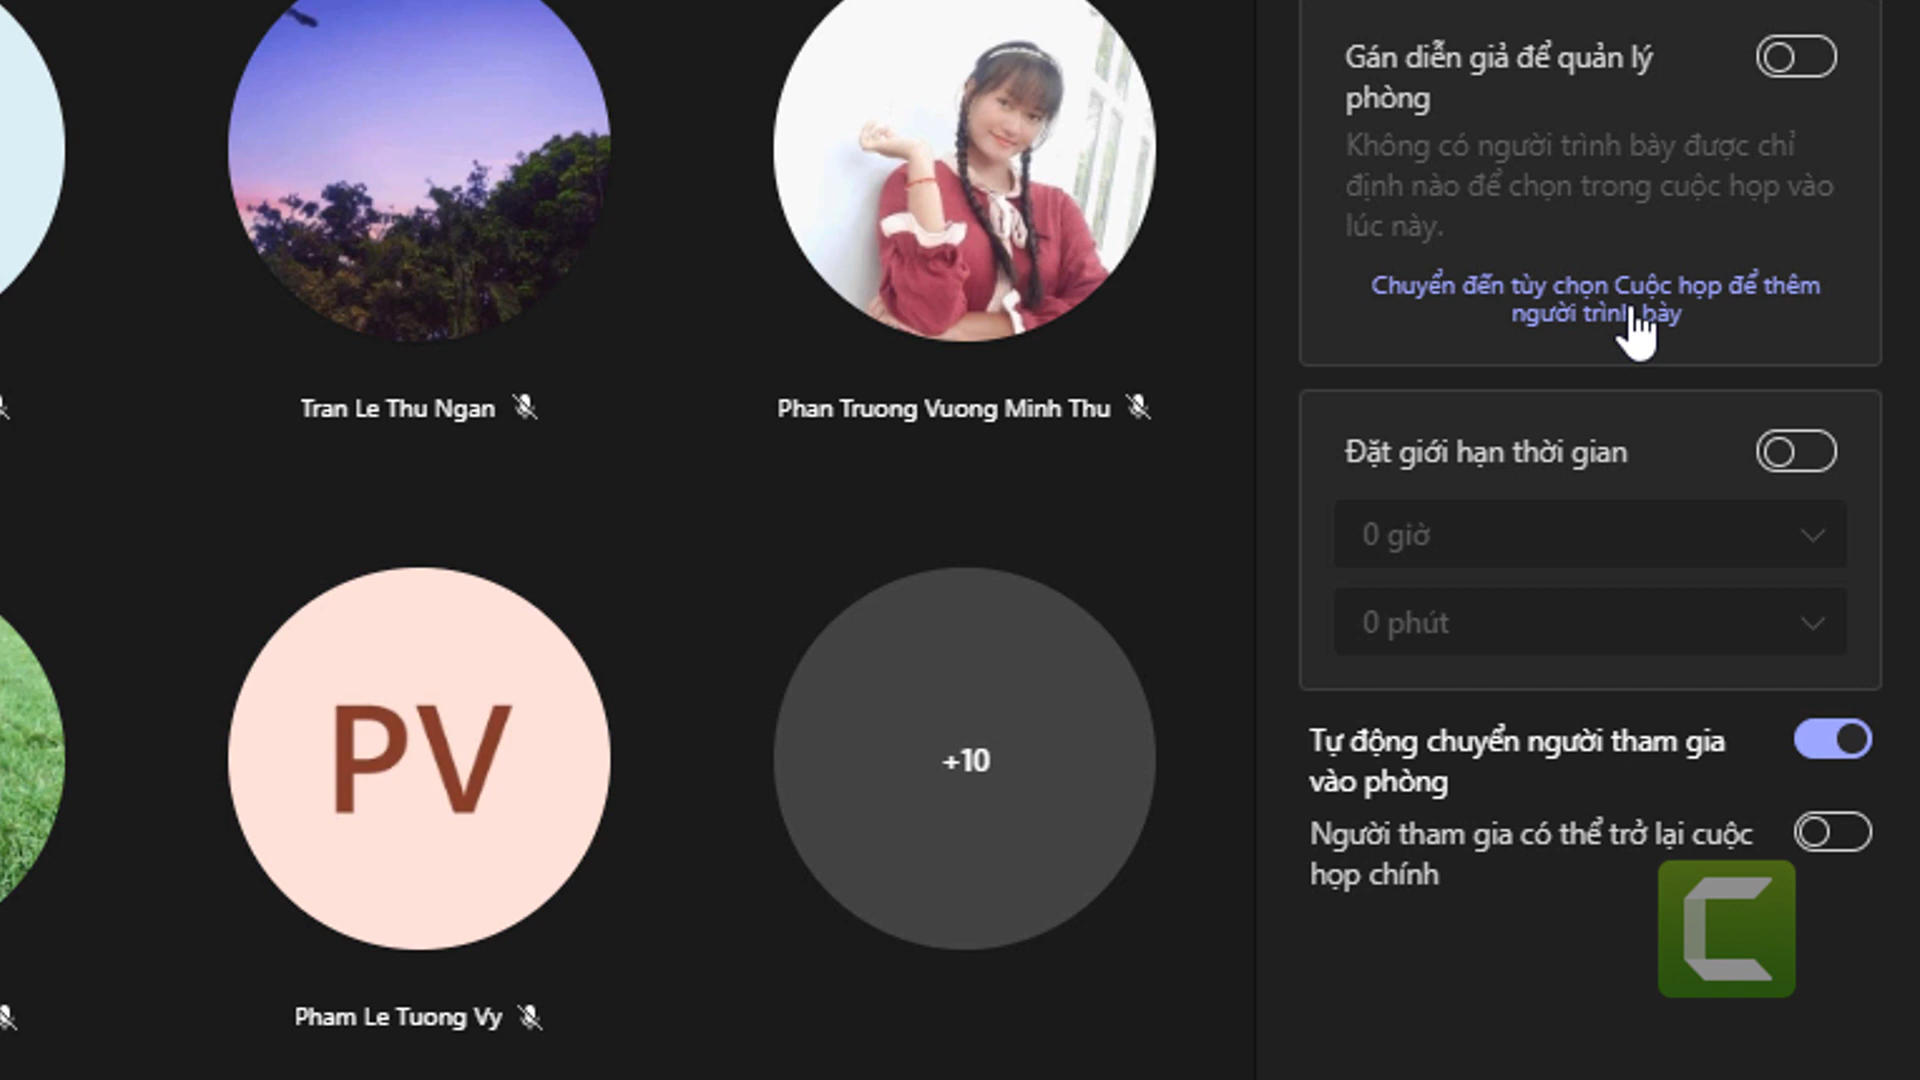 Gán diễn giả để quản lý
phòng
Không có người trình bày được chỉ
định nào để chọn trong cuộc họp vào
lúc này.
Chuyển đến tùy chọn Cuộc họp để thêm
người trình bày
Tran Le Thu Ngan
Phan Truong Vuong Minh Thu
Đặt giới hạn thời gian
0 giờ
0 phút
PV
+10
Tự động chuyển người tham gia
vào phòng
Người tham gia có thể trở lại cuộc
họp chính
Pham Le Tuong Vy